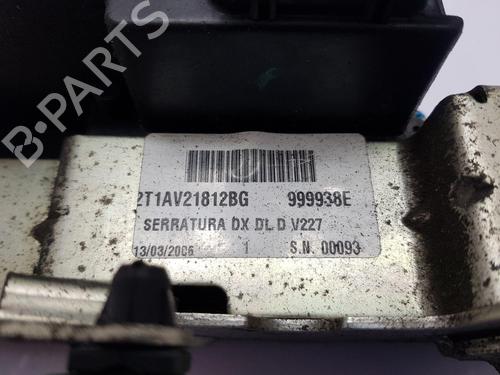 B-PARTS
2T1AV21812BG 999938E
SERRATURA DX DL D V227
13/03/2006 1 S.N. 00093